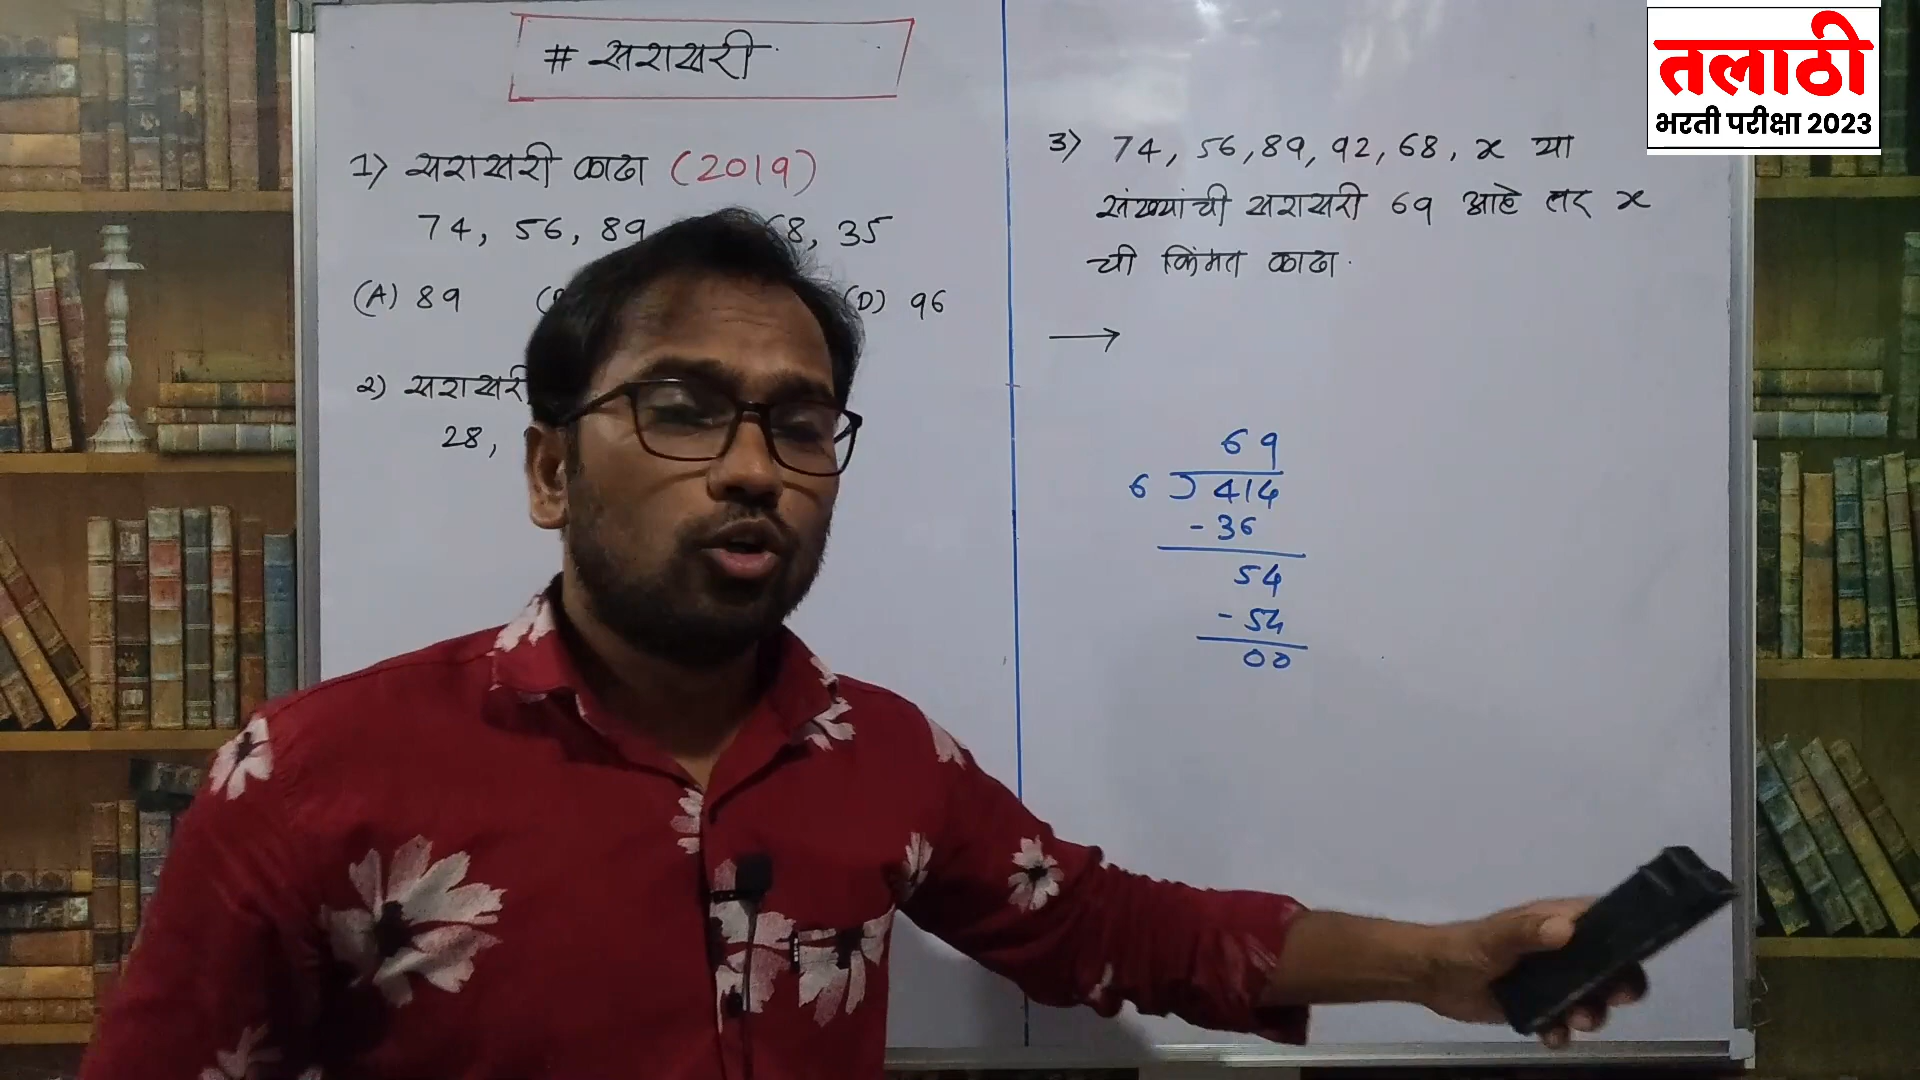 # सरासरी
1) सरासरी काढा (2019)
74, 56, 89 68, 35
(A) 89 (D) 96
2) सरासरी
28,
3) 74, 56, 89, 92, 68, x या
संख्यांची सरासरी 69 आहे तर x
ची किंमत काढा.
→
69
6 ) 414
- 36
54
- 54
00
तलाठी
भरती परीक्षा 2023